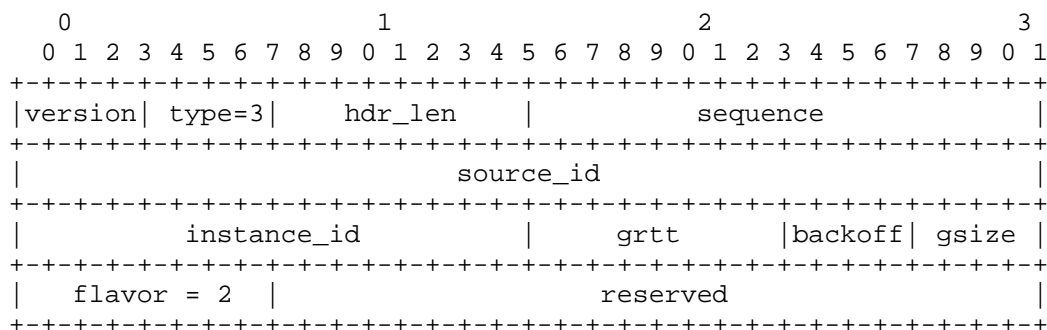 0                   1                   2                   3
    0 1 2 3 4 5 6 7 8 9 0 1 2 3 4 5 6 7 8 9 0 1 2 3 4 5 6 7 8 9 0 1
   +-+-+-+-+-+-+-+-+-+-+-+-+-+-+-+-+-+-+-+-+-+-+-+-+-+-+-+-+-+-+-+-+
   |version| type=3|    hdr_len    |          sequence             |
   +-+-+-+-+-+-+-+-+-+-+-+-+-+-+-+-+-+-+-+-+-+-+-+-+-+-+-+-+-+-+-+-+
   |                           source_id                           |
   +-+-+-+-+-+-+-+-+-+-+-+-+-+-+-+-+-+-+-+-+-+-+-+-+-+-+-+-+-+-+-+-+
   |          instance_id          |     grtt      |backoff| gsize |
   +-+-+-+-+-+-+-+-+-+-+-+-+-+-+-+-+-+-+-+-+-+-+-+-+-+-+-+-+-+-+-+-+
   |   flavor = 2  |                    reserved                   |
   +-+-+-+-+-+-+-+-+-+-+-+-+-+-+-+-+-+-+-+-+-+-+-+-+-+-+-+-+-+-+-+-+